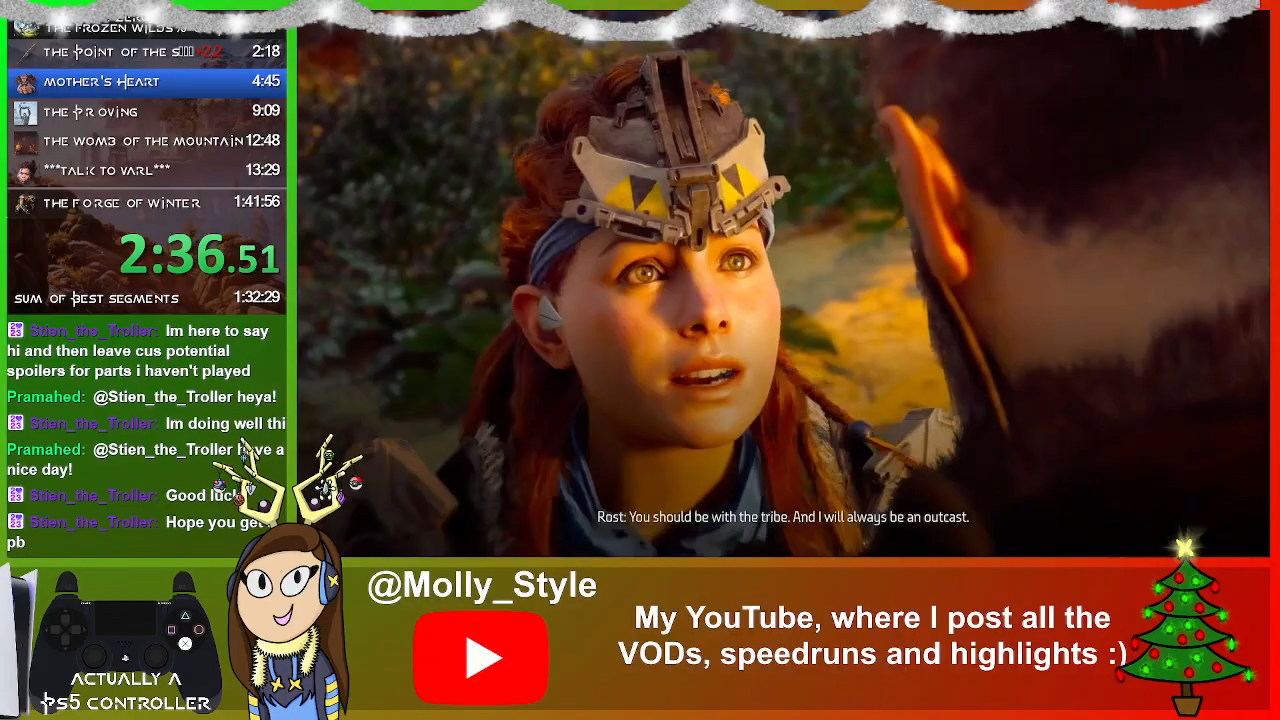 THE FROZEN WILDS%
THE POINT OF THE S +22 2:18
MOTHER'S HEART 4:45
THE PROVING 9:09
THE WOMB OF THE MOUNTAIN 12:48
***TALK TO VARL*** 13:29
THE FORGE OF WINTER 1:41:56
2:36.51
SUM OF BEST SEGMENTS 1:32:29
Stien_the_Troller: Im here to say
hi and then leave cus potential
spoilers for parts i haven't played
Pramahed: @Stien_the_Troller heya!
Stien_the_Troller: Im doing well thi
Pramahed: @Stien_the_Troller have a
nice day!
Stien_the_Troller: Good luck
Stien_the_Troller: Hope you get
pb
Rost: You should be with the tribe. And I will always be an outcast.
ACTUALLY A
PS5 CONTROLLER
@Molly_Style
My YouTube, where I post all the
VODs, speedruns and highlights :)